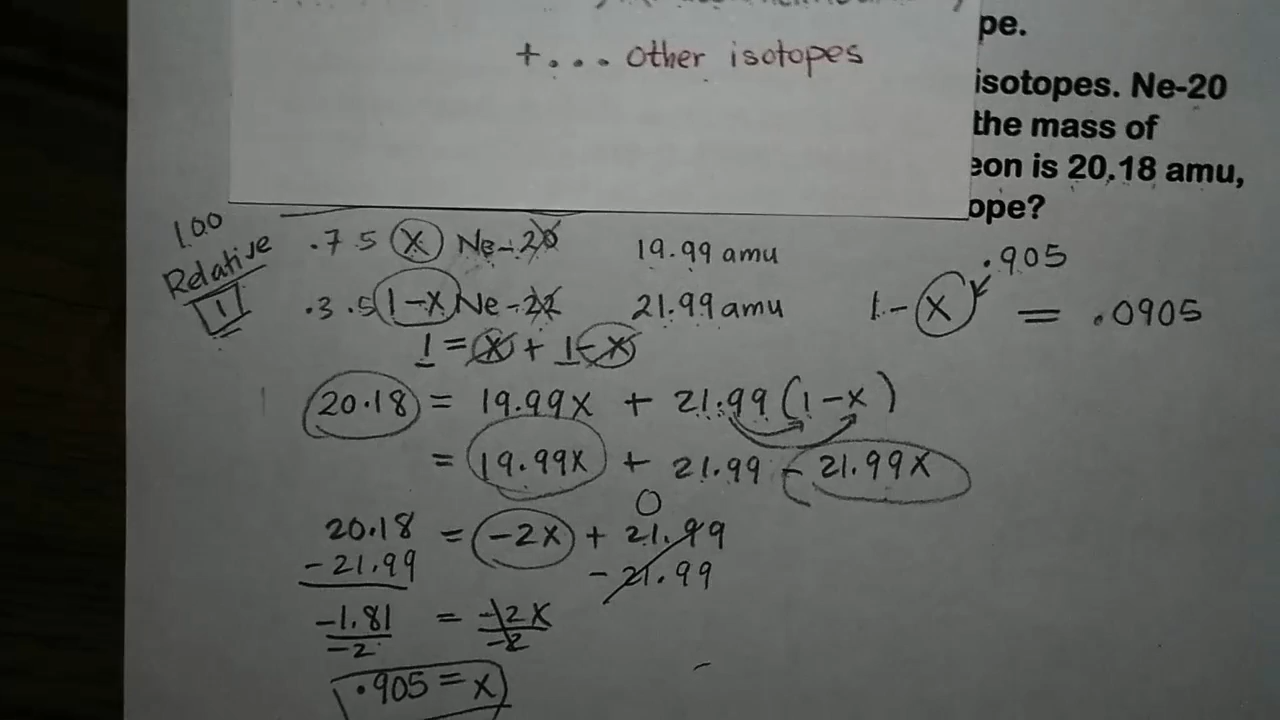 +... other isotopes
pe.
isotopes. Ne-20
the mass of
eon is 20.18 amu,
ope?
1.00
Relative
1
.75 x Ne-20 19.99 amu
.3.5 1-x Ne-22 21.99 amu
1 = x + 1-x
.905
1-x = .0905
20.18 = 19.99x + 21.99(1-x)
= 19.99x + 21.99 - 21.99x
0
20.18 = -2x + 21.99
-21.99 -21.99
-1.81 = -2x
-2 -2
.905 = x